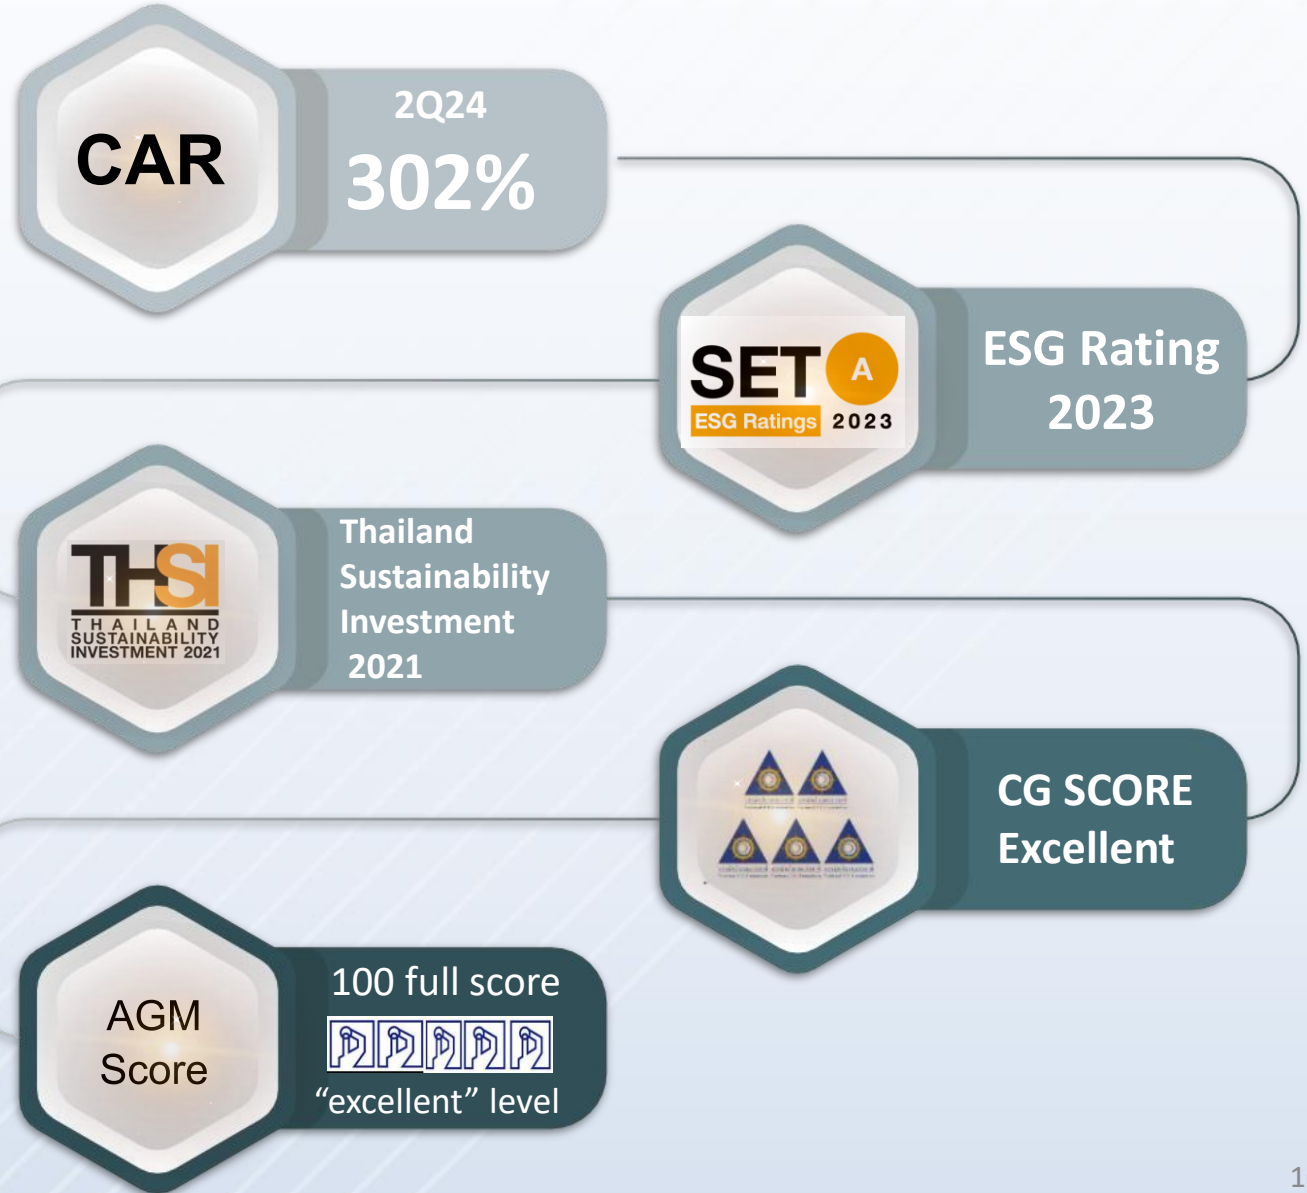 CAR
2Q24
302%
SET A
ESG Ratings 2023
ESG Rating
2023
THSI
THAILAND
SUSTAINABILITY
INVESTMENT 2021
Thailand
Sustainability
Investment
2021
CG SCORE
Excellent
AGM
Score
100 full score
“excellent” level
1